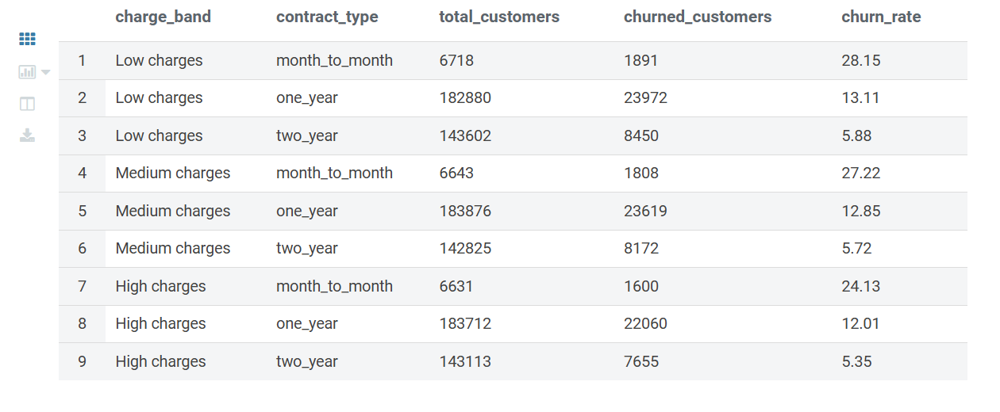 charge_band contract_type total_customers churned_customers churn_rate
1 Low charges month_to_month 6718 1891 28.15
2 Low charges one_year 182880 23972 13.11
3 Low charges two_year 143602 8450 5.88
4 Medium charges month_to_month 6643 1808 27.22
5 Medium charges one_year 183876 23619 12.85
6 Medium charges two_year 142825 8172 5.72
7 High charges month_to_month 6631 1600 24.13
8 High charges one_year 183712 22060 12.01
9 High charges two_year 143113 7655 5.35